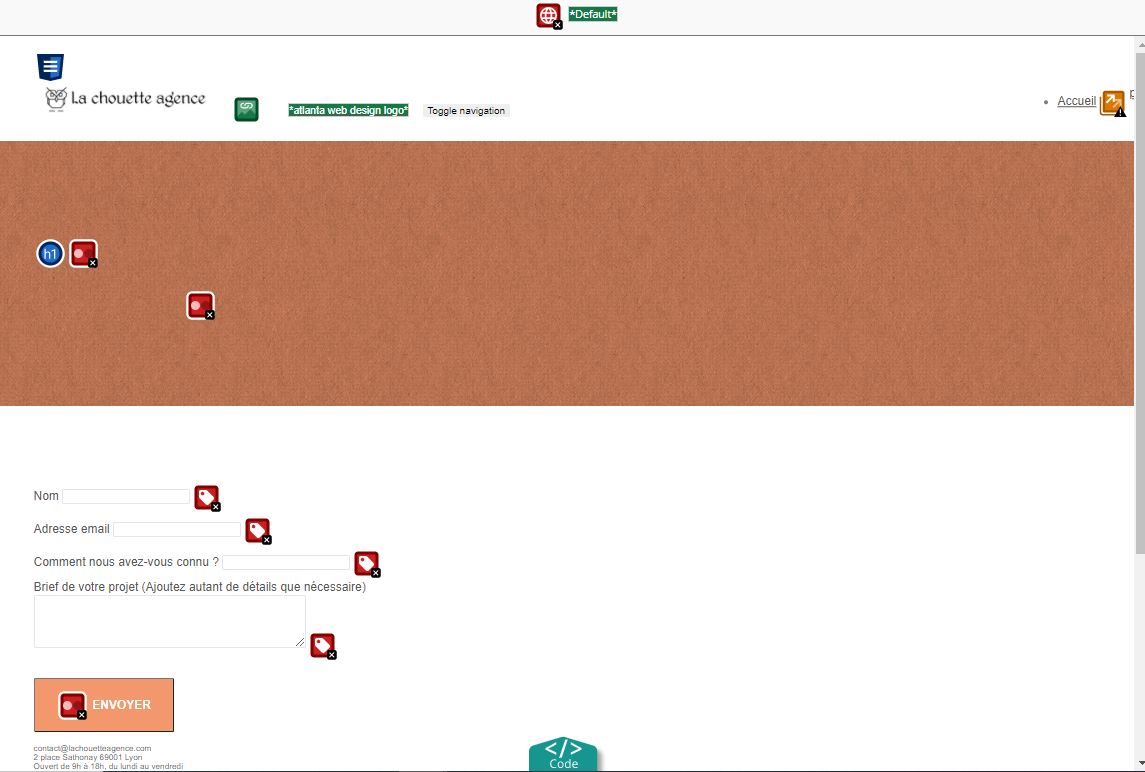 *Default*
La chouette agence
*atlanta web design logo*
Toggle navigation
Accueil
h1
Nom
Adresse email
Comment nous avez-vous connu ?
Brief de votre projet (Ajoutez autant de détails que nécessaire)
ENVOYER
contact@lachouetteagence.com
2 place Sathonay 69001 Lyon
Ouvert de 9h à 18h, du lundi au vendredi
</> 
Code